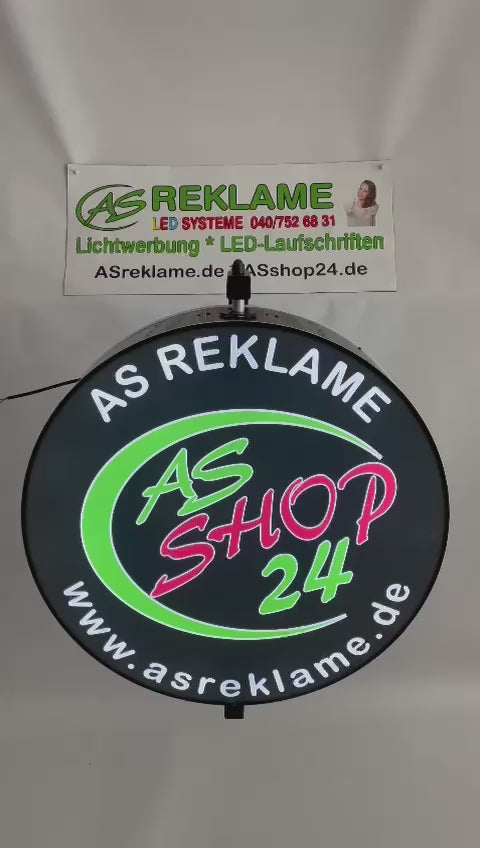 AS REKLAME
LED SYSTEME 040/752 68 31
Lichtwerbung * LED-Laufschriften
ASreklame.de ASshop24.de
AS REKLAME
AS
SHOP
24
www.asreklame.de